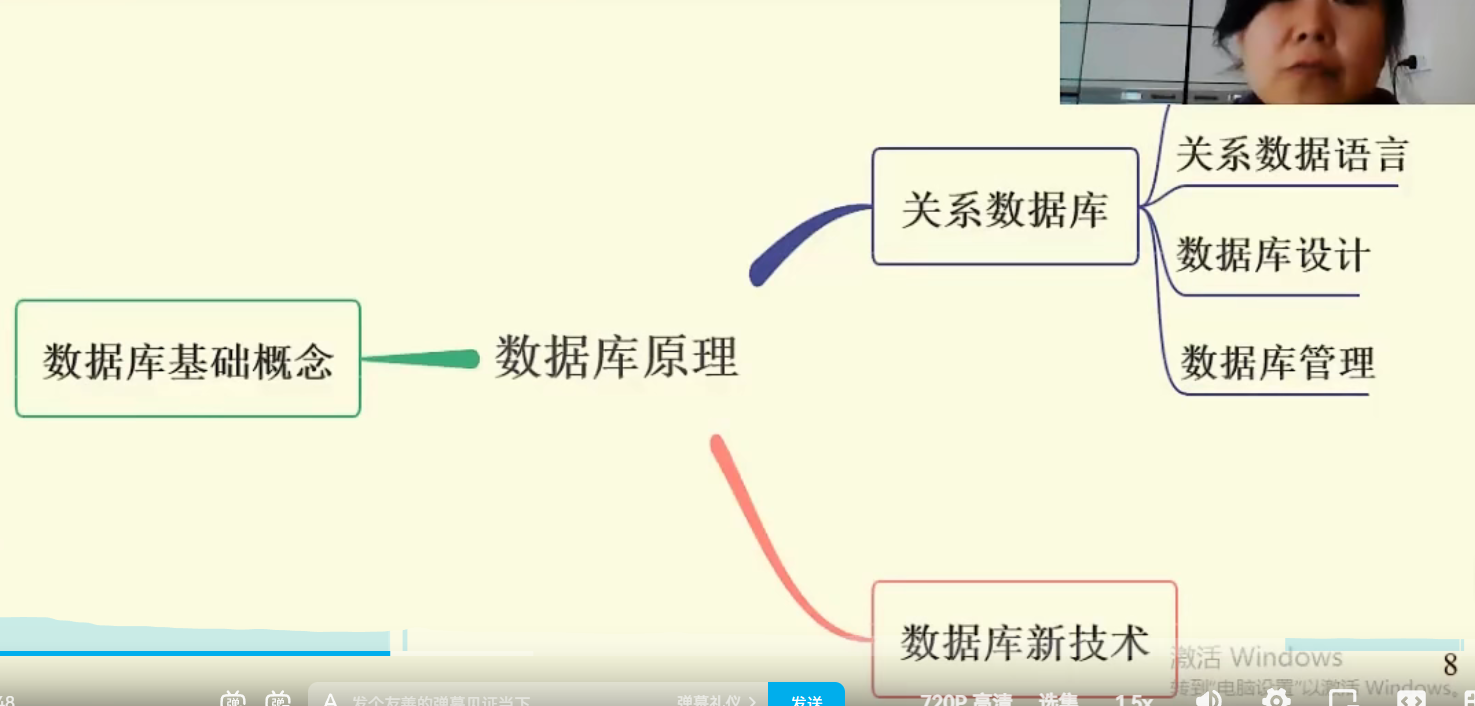 关系数据语言
关系数据库
数据库设计
数据库基础概念
数据库原理
数据库管理
数据库新技术
激活 Windows
转到“电脑设置”以激活 Windows。
8
48
弹
弹
A
发个友善的弹幕见证当下
弹幕礼仪 >
发送
720P 高清
选集
1.5x